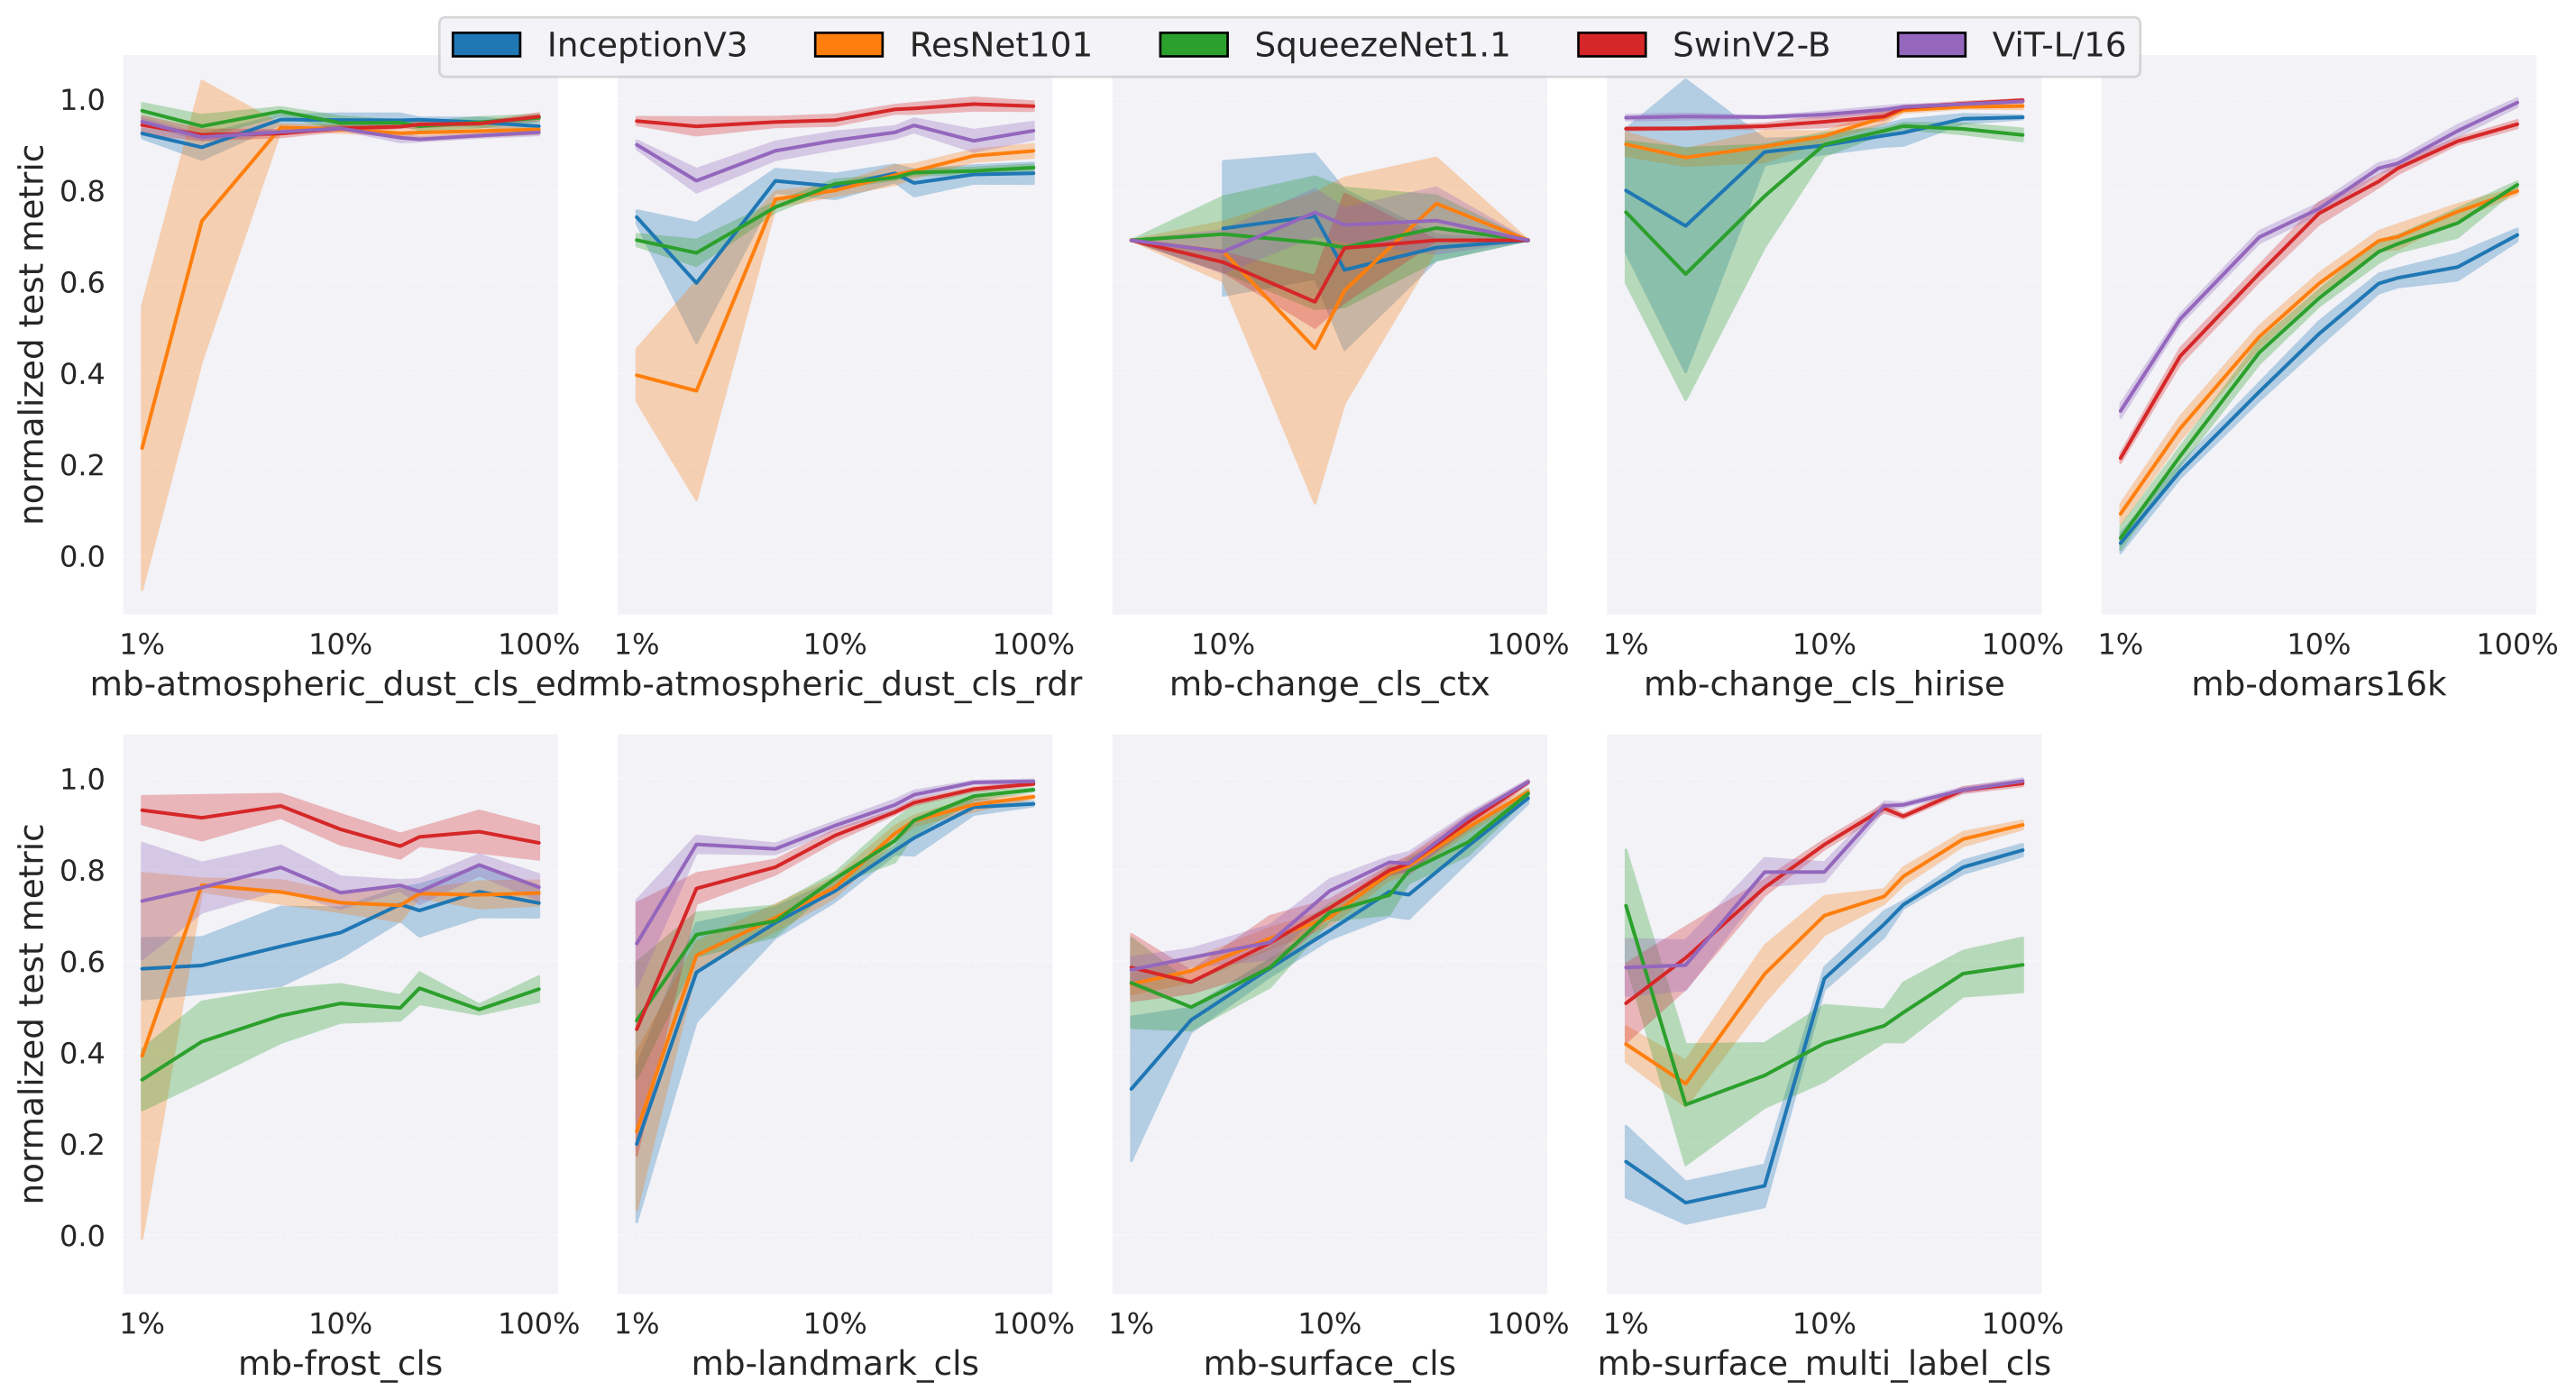 InceptionV3 ResNet101 SqueezeNet1.1 SwinV2-B ViT-L/16
normalized test metric
1.0
0.8
0.6
0.4
0.2
0.0
1% 10% 100%
mb-atmospheric_dust_cls_edr
1% 10% 100%
mb-atmospheric_dust_cls_rdr
10% 100%
mb-change_cls_ctx
1% 10% 100%
mb-change_cls_hirise
1% 10% 100%
mb-domars16k
normalized test metric
1.0
0.8
0.6
0.4
0.2
0.0
1% 10% 100%
mb-frost_cls
1% 10% 100%
mb-landmark_cls
1% 10% 100%
mb-surface_cls
1% 10% 100%
mb-surface_multi_label_cls